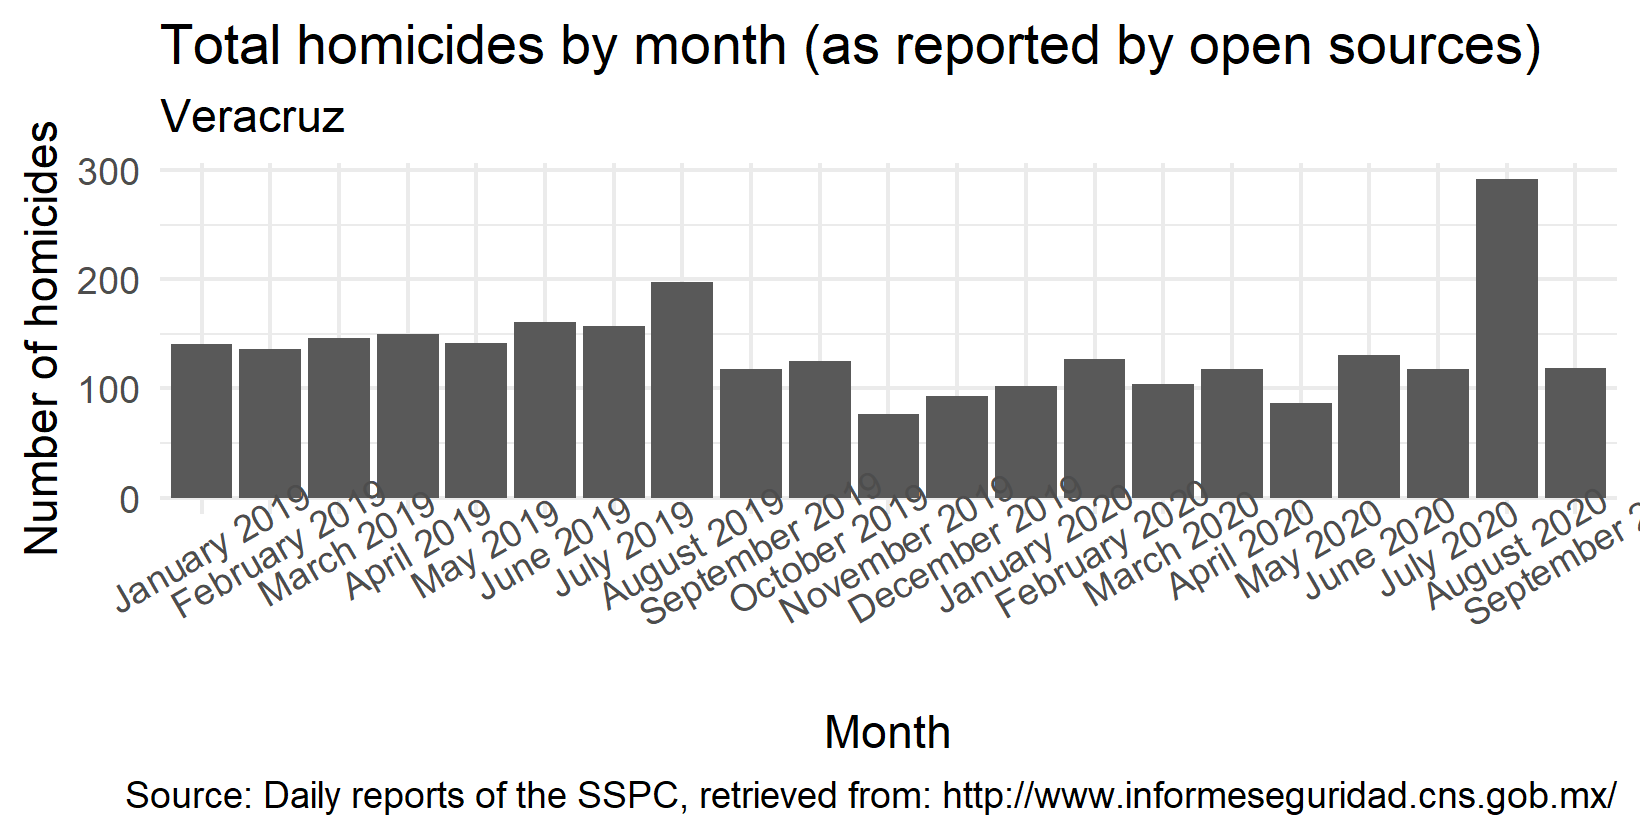 Total homicides by month (as reported by open sources)
Veracruz
Number of homicides
300
200
100
0
January 2019
February 2019
March 2019
April 2019
May 2019
June 2019
July 2019
August 2019
September 2019
October 2019
November 2019
December 2019
January 2020
February 2020
March 2020
April 2020
May 2020
June 2020
July 2020
August 2020
September 2
Month
Source: Daily reports of the SSPC, retrieved from: http://www.informeseguridad.cns.gob.mx/